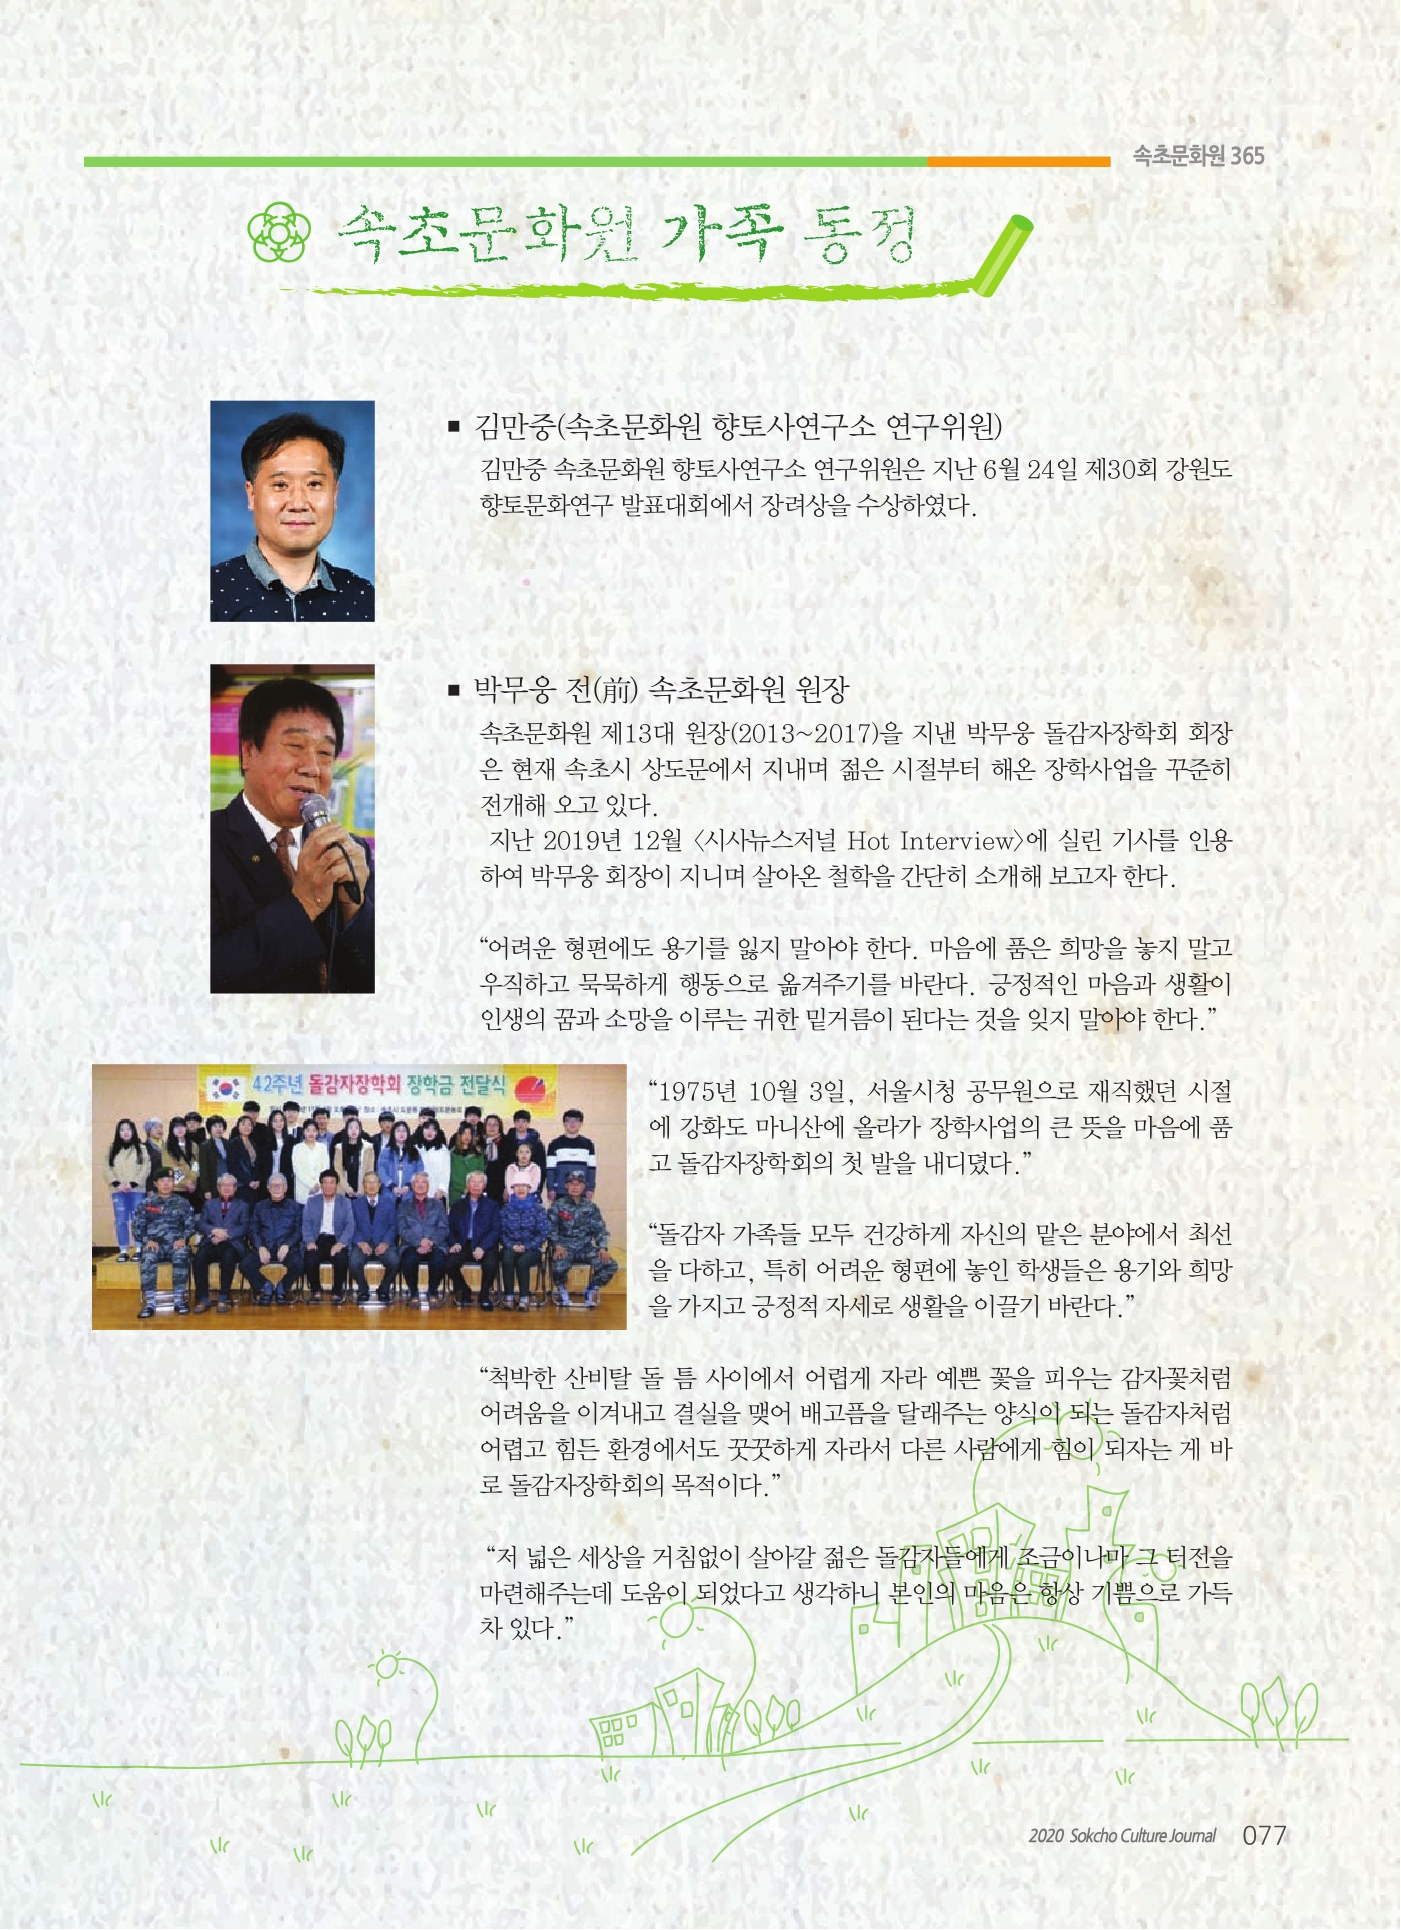 속초문화원 365
속초문화원 가족 동정
■ 김만중(속초문화원 향토사연구소 연구위원)
김만중 속초문화원 향토사연구소 연구위원은 지난 6월 24일 제30회 강원도
향토문화연구 발표대회에서 장려상을 수상하였다.
■ 박무웅 전(前) 속초문화원 원장
속초문화원 제13대 원장(2013~2017)을 지낸 박무웅 돌감자장학회 회장
은 현재 속초시 상도문에서 지내며 젊은 시절부터 해온 장학사업을 꾸준히
전개해 오고 있다.
지난 2019년 12월 〈시사뉴스저널 Hot Interview〉에 실린 기사를 인용
하여 박무웅 회장이 지니며 살아온 철학을 간단히 소개해 보고자 한다.
“어려운 형편에도 용기를 잃지 말아야 한다. 마음에 품은 희망을 놓지 말고
우직하고 묵묵하게 행동으로 옮겨주기를 바란다. 긍정적인 마음과 생활이
인생의 꿈과 소망을 이루는 귀한 밑거름이 된다는 것을 잊지 말아야 한다.”
42주년 돌감자장학회 장학금 전달식
“1975년 10월 3일, 서울시청 공무원으로 재직했던 시절
에 강화도 마니산에 올라가 장학사업의 큰 뜻을 마음에 품
고 돌감자장학회의 첫 발을 내디뎠다.”
“돌감자 가족들 모두 건강하게 자신의 맡은 분야에서 최선
을 다하고, 특히 어려운 형편에 놓인 학생들은 용기와 희망
을 가지고 긍정적 자세로 생활을 이끌기 바란다.”
“척박한 산비탈 돌 틈 사이에서 어렵게 자라 예쁜 꽃을 피우는 감자꽃처럼
어려움을 이겨내고 결실을 맺어 배고픔을 달래주는 양식이 되는 돌감자처럼
어렵고 힘든 환경에서도 꿋꿋하게 자라서 다른 사람에게 힘이 되자는 게 바
로 돌감자장학회의 목적이다.”
“저 넓은 세상을 거침없이 살아갈 젊은 돌감자들에게 조금이나마 그 터전을
마련해주는데 도움이 되었다고 생각하니 본인의 마음은 항상 기쁨으로 가득
차 있다.”
2020 Sokcho Culture Journal 077